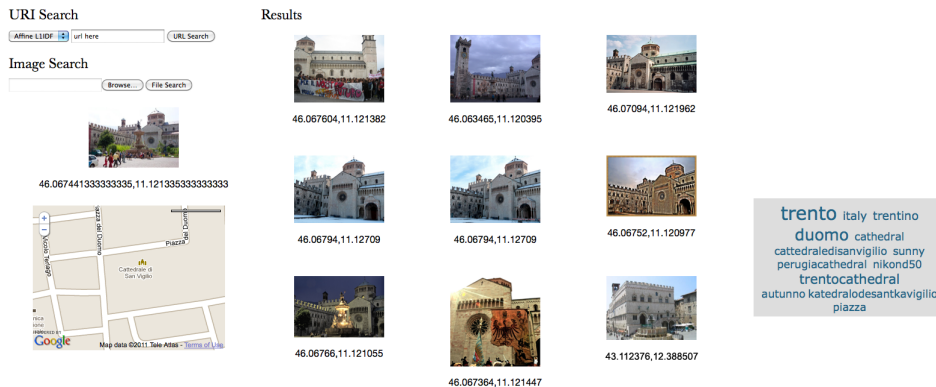 URI Search
Affine L1IDF url here URL Search
Image Search
Browse... File Search
46.067441333333335,11.121335333333333
Piazza
Cattedrale di
San Vigilio
Google
Map data ©2011 Tele Atlas - Terms of Use
Results
46.067604,11.121382
46.063465,11.120395
46.07094,11.121962
46.06794,11.12709
46.06794,11.12709
46.06752,11.120977
46.06766,11.121055
46.067364,11.121447
43.112376,12.388507
trento italy trentino
duomo cathedral
cattedraledisanvigilio sunny
perugiacathedral nikond50
trentocathedral
autunno katedralodesantkavigilio
piazza